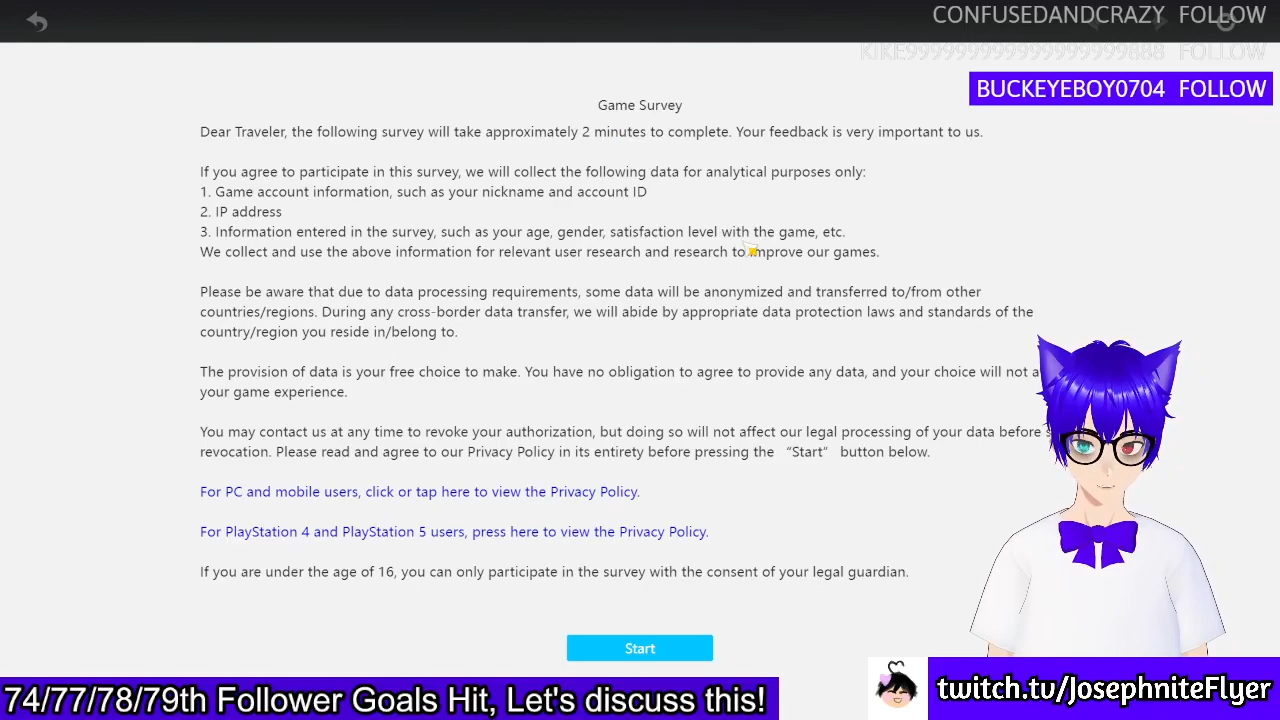 CONFUSEDANDCRAZY FOLLOW
FOLLOW
BUCKEYEBOY0704 FOLLOW
Game Survey
Dear Traveler, the following survey will take approximately 2 minutes to complete. Your feedback is very important to us.
If you agree to participate in this survey, we will collect the following data for analytical purposes only:
1. Game account information, such as your nickname and account ID
2. IP address
3. Information entered in the survey, such as your age, gender, satisfaction level with the game, etc.
We collect and use the above information for relevant user research and research to improve our games.
Please be aware that due to data processing requirements, some data will be anonymized and transferred to/from other
countries/regions. During any cross-border data transfer, we will abide by appropriate data protection laws and standards of the
country/region you reside in/belong to.
The provision of data is your free choice to make. You have no obligation to agree to provide any data, and your choice will not a
your game experience.
You may contact us at any time to revoke your authorization, but doing so will not affect our legal processing of your data before s
revocation. Please read and agree to our Privacy Policy in its entirety before pressing the “Start” button below.
For PC and mobile users, click or tap here to view the Privacy Policy.
For PlayStation 4 and PlayStation 5 users, press here to view the Privacy Policy.
If you are under the age of 16, you can only participate in the survey with the consent of your legal guardian.
Start
74/77/78/79th Follower Goals Hit, Let's discuss this!
twitch.tv/JosephniteFlyer